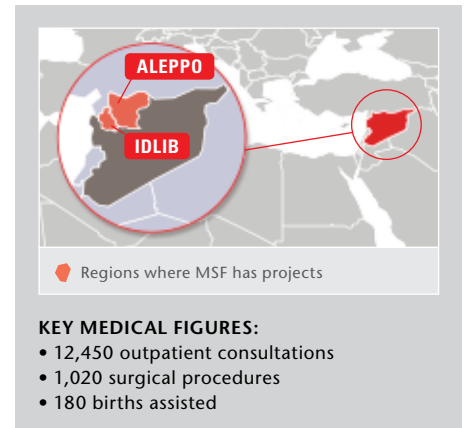 ALEPPO
IDLIB
Regions where MSF has projects
KEY MEDICAL FIGURES:
• 12,450 outpatient consultations
• 1,020 surgical procedures
• 180 births assisted